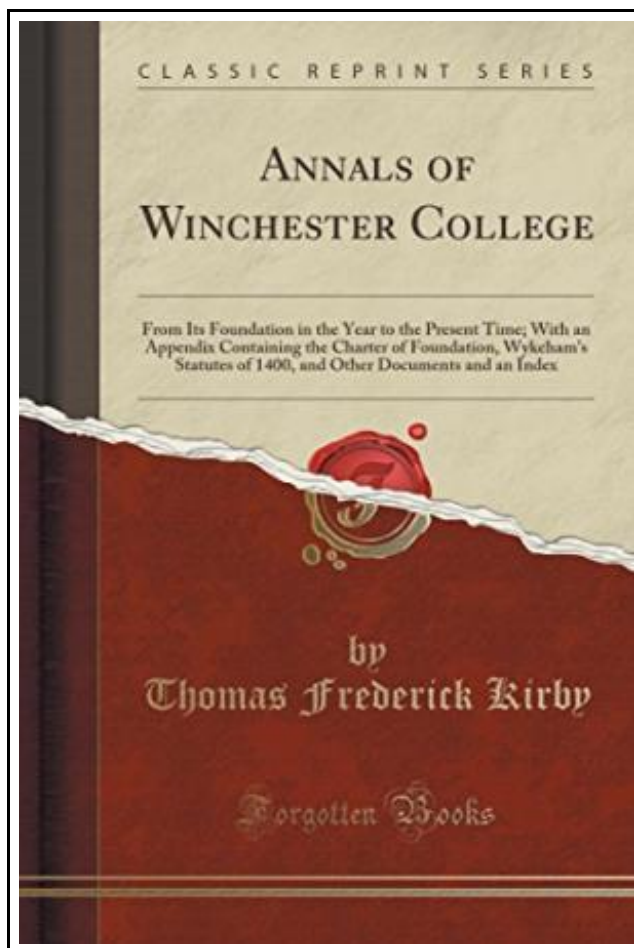 CLASSIC REPRINT SERIES
ANNALS OF
WINCHESTER COLLEGE
From Its Foundation in the Year to the Present Time; With an
Appendix Containing the Charter of Foundation, Wykeham's
Statutes of 1400, and Other Documents and an Index
by
Thomas Frederick Kirby
Forgotten Books